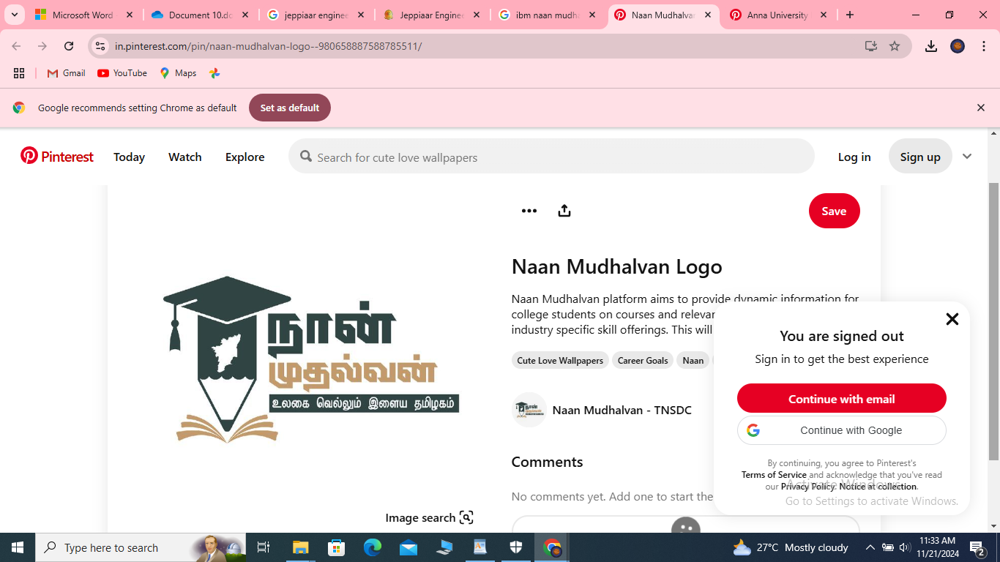 Microsoft Word
Document 10.do
jeppiaar enginee
Jeppiaar Enginee
ibm naan mudha
Naan Mudhalvan
Anna University
in.pinterest.com/pin/naan-mudhalvan-logo--980658887588785511/
Gmail
YouTube
Maps
Google recommends setting Chrome as default
Set as default
Pinterest
Today
Watch
Explore
Search for cute love wallpapers
Log in
Sign up
Save
நான்
முதல்வன்
உலகை வெல்லும் இளைய தமிழகம்
Image search
Naan Mudhalvan Logo
Naan Mudhalvan platform aims to provide dynamic information for
college students on courses and relevan
industry specific skill offerings. This will
Cute Love Wallpapers
Career Goals
Naan
நான்
முதல்வன்
Naan Mudhalvan - TNSDC
Comments
No comments yet. Add one to start the
You are signed out
Sign in to get the best experience
Continue with email
Continue with Google
By continuing, you agree to Pinterest's
Terms of Service and acknowledge that you've read
our Privacy Policy. Notice at collection.
Activate Windows
Go to Settings to activate Windows.
Type here to search
27°C Mostly cloudy
11:33 AM
11/21/2024
2